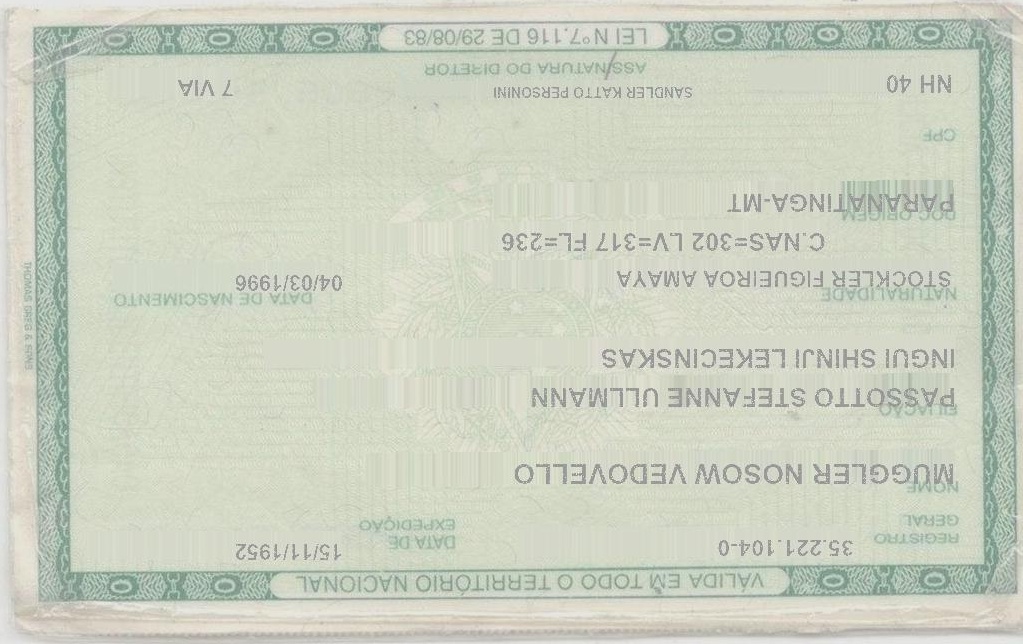 VÁLIDA EM TODO O TERRITÓRIO NACIONAL
REGISTRO GERAL 35.221.104-0 DATA DE EXPEDIÇÃO 15/11/1952
NOME MUGGLER NOSOW VEDOVELLO
FILIAÇÃO PASSOTTO STEFANNE ULLMANN
INGUI SHINJI LEKECINSKAS
NATURALIDADE STOCKLER FIGUEIROA AMAYA DATA DE NASCIMENTO 04/03/1996
C.NAS=302 LV=317 FL=236
DOC ORIGEM PARANATINGA-MT
CPF
NH 40 SANDLER KATTO PERSONINI 7 VIA
ASSINATURA DO DIRETOR
LEI Nº7.116 DE 29/08/83
THOMAS GREG & SONS